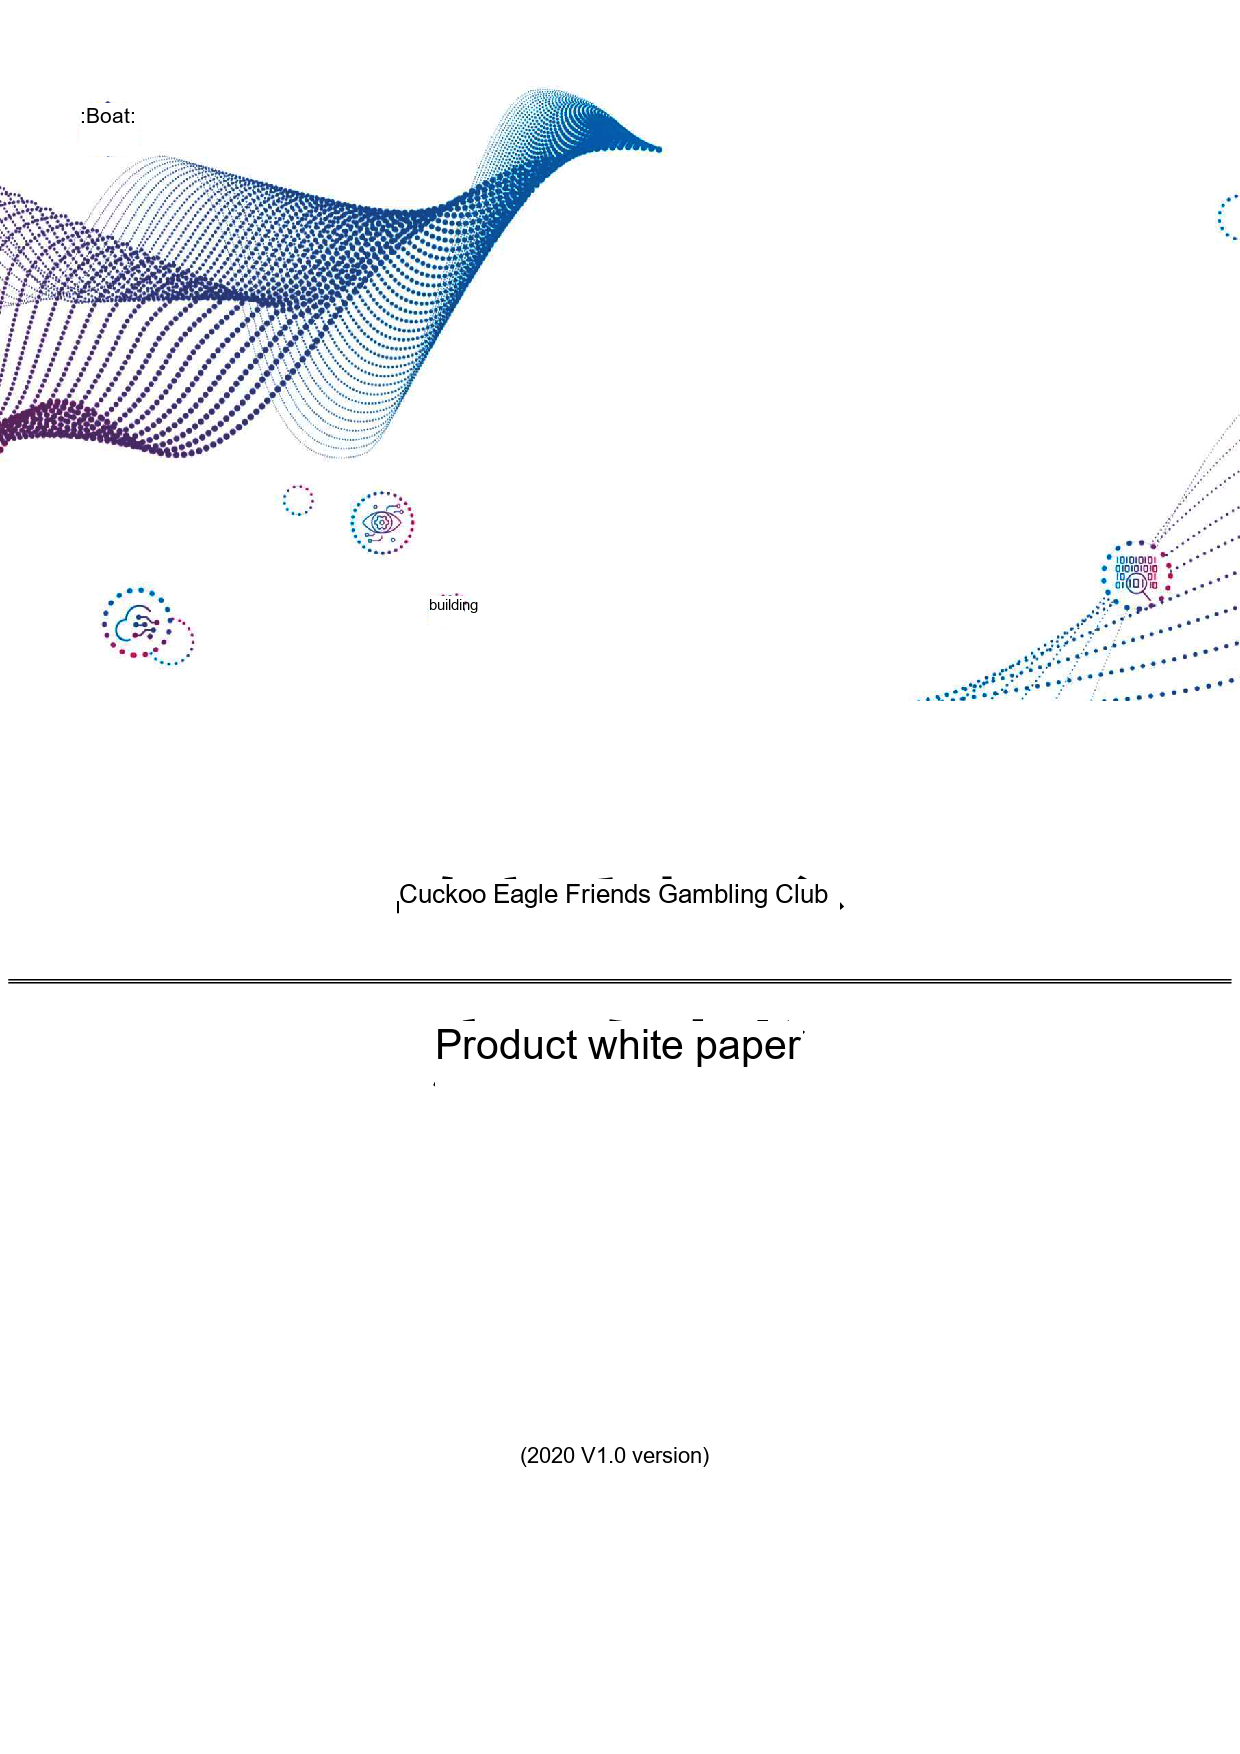 :Boat:
building
Cuckoo Eagle Friends Gambling Club
Product white paper
(2020 V1.0 version)